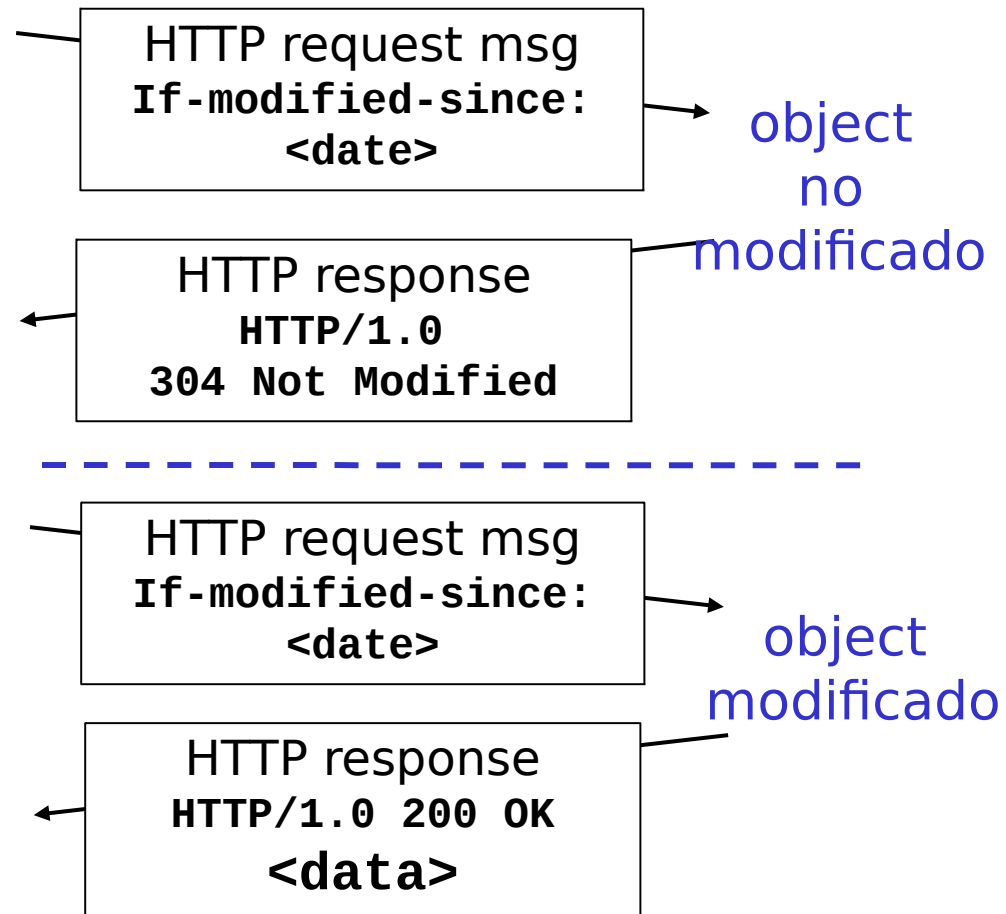 HTTP request msg
If-modified-since:
<date>
object
no
modificado
HTTP response
HTTP/1.0
304 Not Modified
HTTP request msg
If-modified-since:
<date>
object
modificado
HTTP response
HTTP/1.0 200 OK
<data>